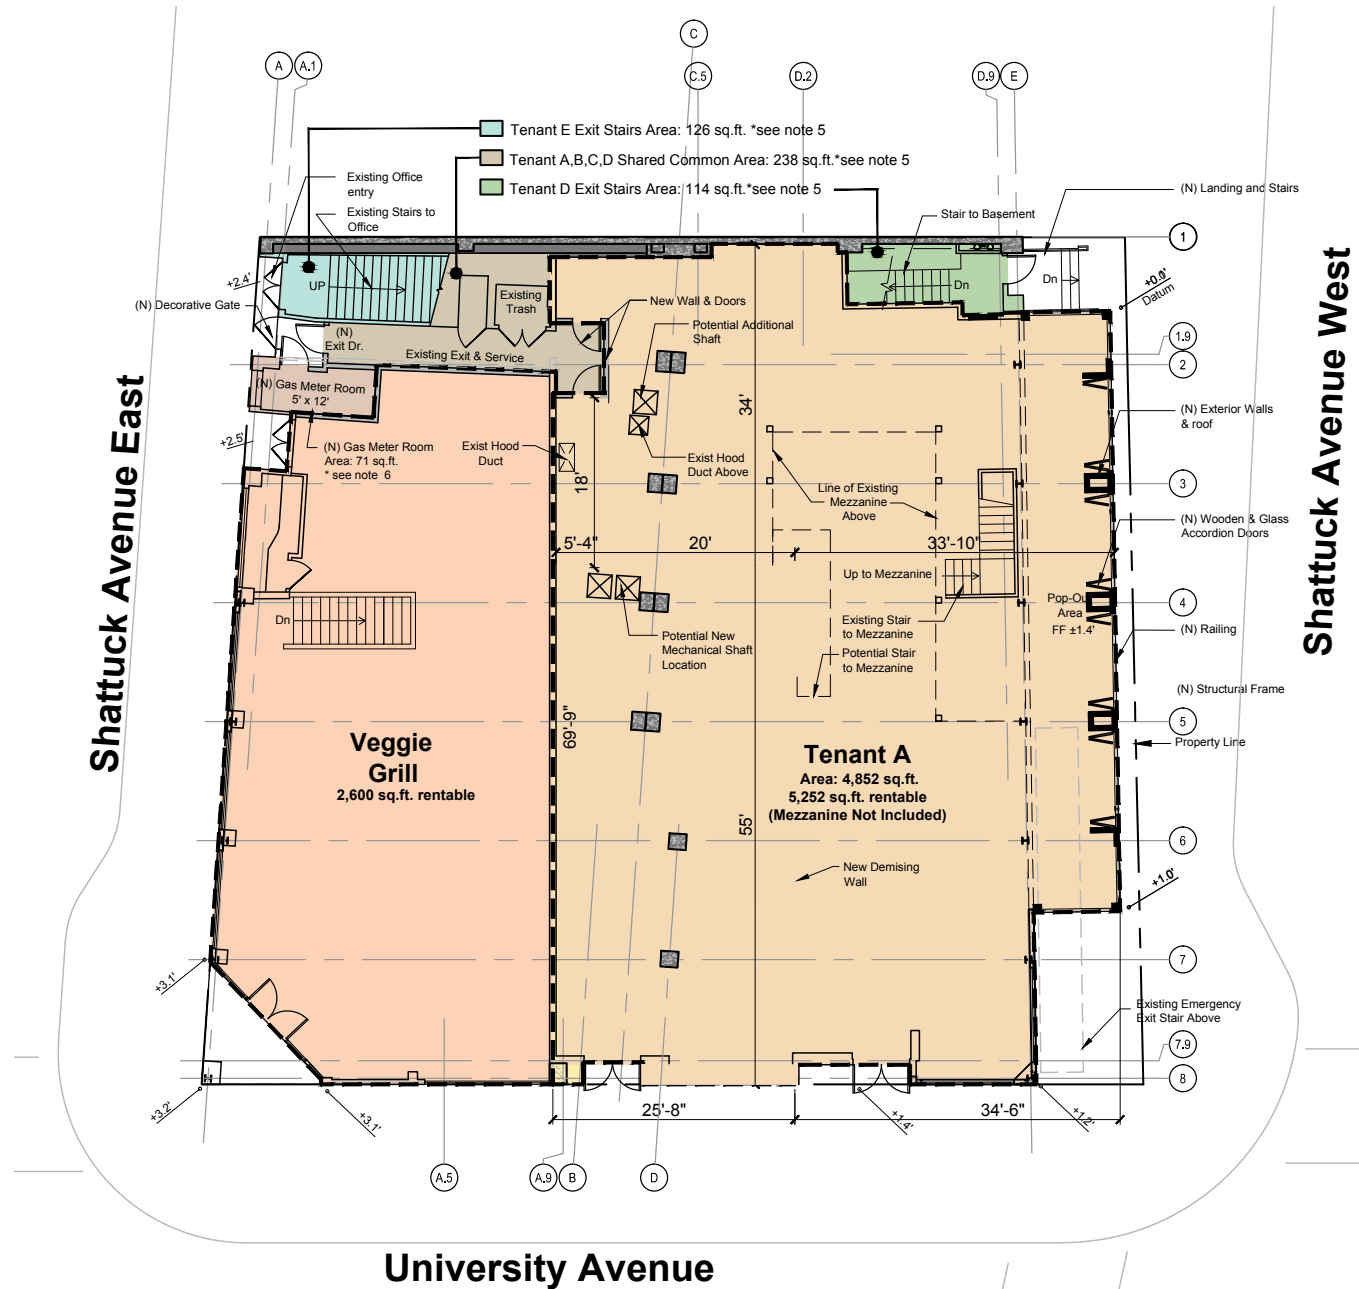 C
A
A.1
C.5
D.2
D.9
E
Tenant E Exit Stairs Area: 126 sq.ft. *see note 5
Tenant A,B,C,D Shared Common Area: 238 sq.ft.*see note 5
Tenant D Exit Stairs Area: 114 sq.ft.*see note 5
Existing Office
entry
Existing Stairs to
Office
Stair to Basement
(N) Landing and Stairs
1
+2.4'
UP
Dn
Dn
+0.0'
Datum
(N) Decorative Gate
Existing
Trash
New Wall & Doors
Potential Additional
Shaft
(N)
Exit Dr.
Existing Exit & Service
1.9
2
(N) Gas Meter Room
5' x 12'
34'
(N) Exterior Walls
& roof
+2.5'
(N) Gas Meter Room
Area: 71 sq.ft.
* see note 6
Exist Hood
Duct
Exist Hood
Duct Above
18'
Line of Existing
Mezzanine
Above
3
(N) Wooden & Glass
Accordion Doors
5'-4"
20'
33'-10"
Up to Mezzanine
Shattuck Avenue East
Shattuck Avenue West
Dn
Pop-Out
Area
FF ±1.4'
4
Existing Stair
to Mezzanine
(N) Railing
Potential New
Mechanical Shaft
Location
Potential Stair
to Mezzanine
(N) Structural Frame
69'-9"
5
Veggie
Grill
2,600 sq.ft. rentable
Tenant A
Area: 4,852 sq.ft.
5,252 sq.ft. rentable
(Mezzanine Not Included)
Property Line
55'
6
New Demising
Wall
+1.0'
7
+3.1'
Existing Emergency
Exit Stair Above
7.9
8
+3.2'
+3.1'
25'-8"
+1.4'
34'-6"
+1.2'
A.5
A.9
B
D
University Avenue